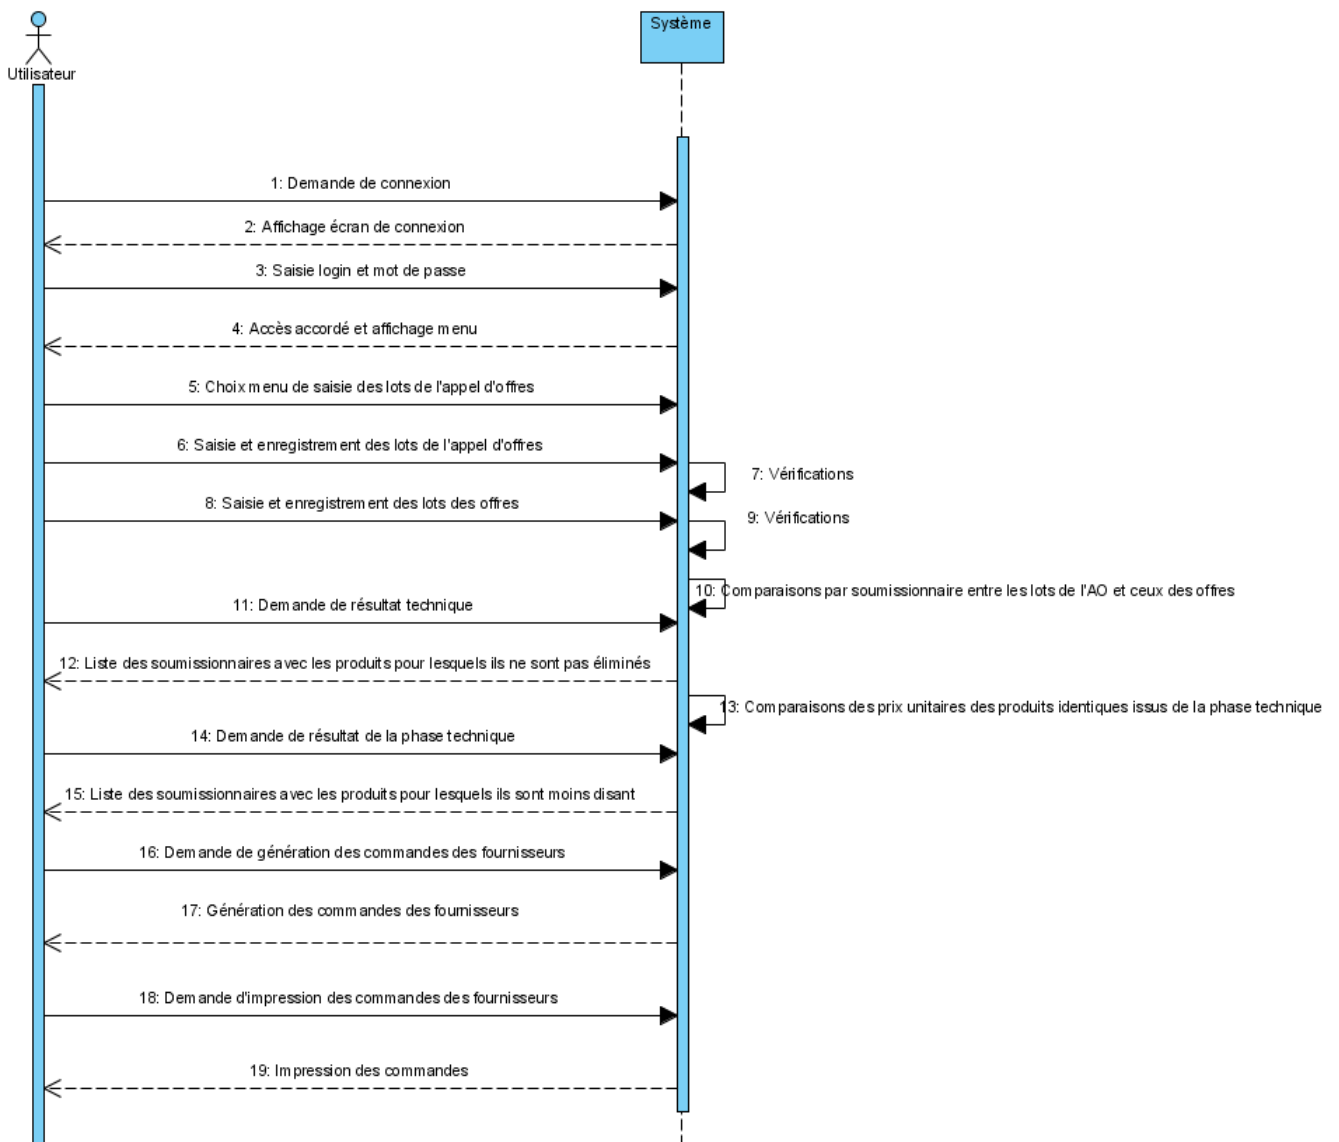 Système
Utilisateur
1: Demande de connexion
2: Affichage écran de connexion
3: Saisie login et mot de passe
4: Accès accordé et affichage menu
5: Choix menu de saisie des lots de l'appel d'offres
6: Saisie et enregistrement des lots de l'appel d'offres
7: Vérifications
8: Saisie et enregistrement des lots des offres
9: Vérifications
10: Comparaisons par soumissionnaire entre les lots de l'AO et ceux des offres
11: Demande de résultat technique
12: Liste des soumissionnaires avec les produits pour lesquels ils ne sont pas éliminés
13: Comparaisons des prix unitaires des produits identiques issus de la phase technique
14: Demande de résultat de la phase technique
15: Liste des soumissionnaires avec les produits pour lesquels ils sont moins disant
16: Demande de génération des commandes des fournisseurs
17: Génération des commandes des fournisseurs
18: Demande d'impression des commandes des fournisseurs
19: Impression des commandes